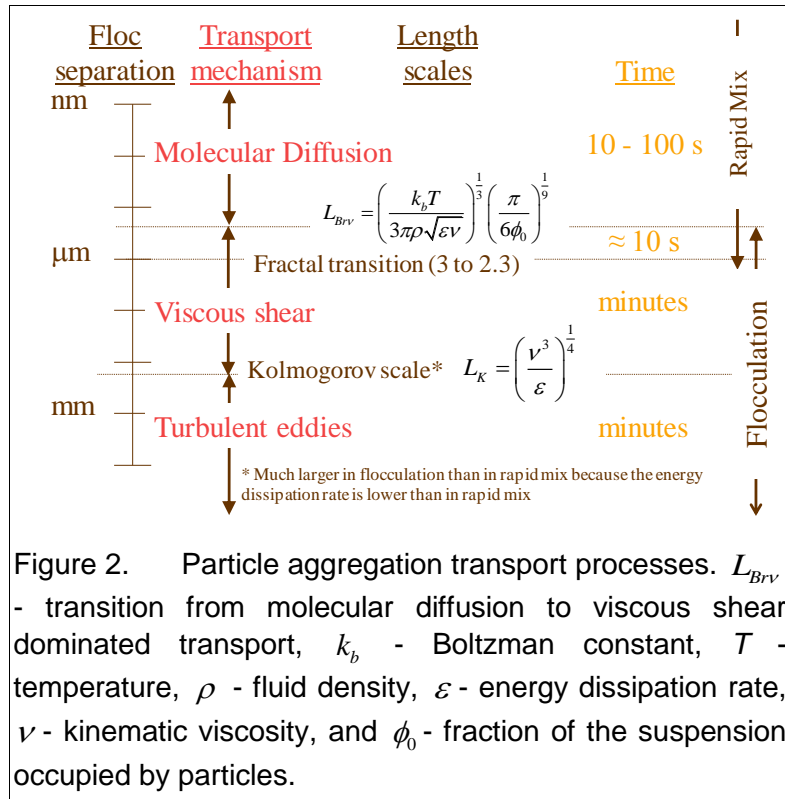 Floc separation
Transport mechanism
Length scales
Time
nm
Molecular Diffusion
10 - 100 s
Rapid Mix
L_{Brν} = (k_b T / 3πρ√(εν))^{1/3} (π / 6ϕ_0)^{1/9}
≈ 10 s
μm
Fractal transition (3 to 2.3)
Viscous shear
minutes
Flocculation
Kolmogorov scale* L_K = (ν^3 / ε)^{1/4}
mm
Turbulent eddies
minutes
* Much larger in flocculation than in rapid mix because the energy
dissipation rate is lower than in rapid mix
Figure 2. Particle aggregation transport processes. L_{Brν}
- transition from molecular diffusion to viscous shear
dominated transport, k_b - Boltzman constant, T -
temperature, ρ - fluid density, ε - energy dissipation rate,
ν - kinematic viscosity, and ϕ_0 - fraction of the suspension
occupied by particles.